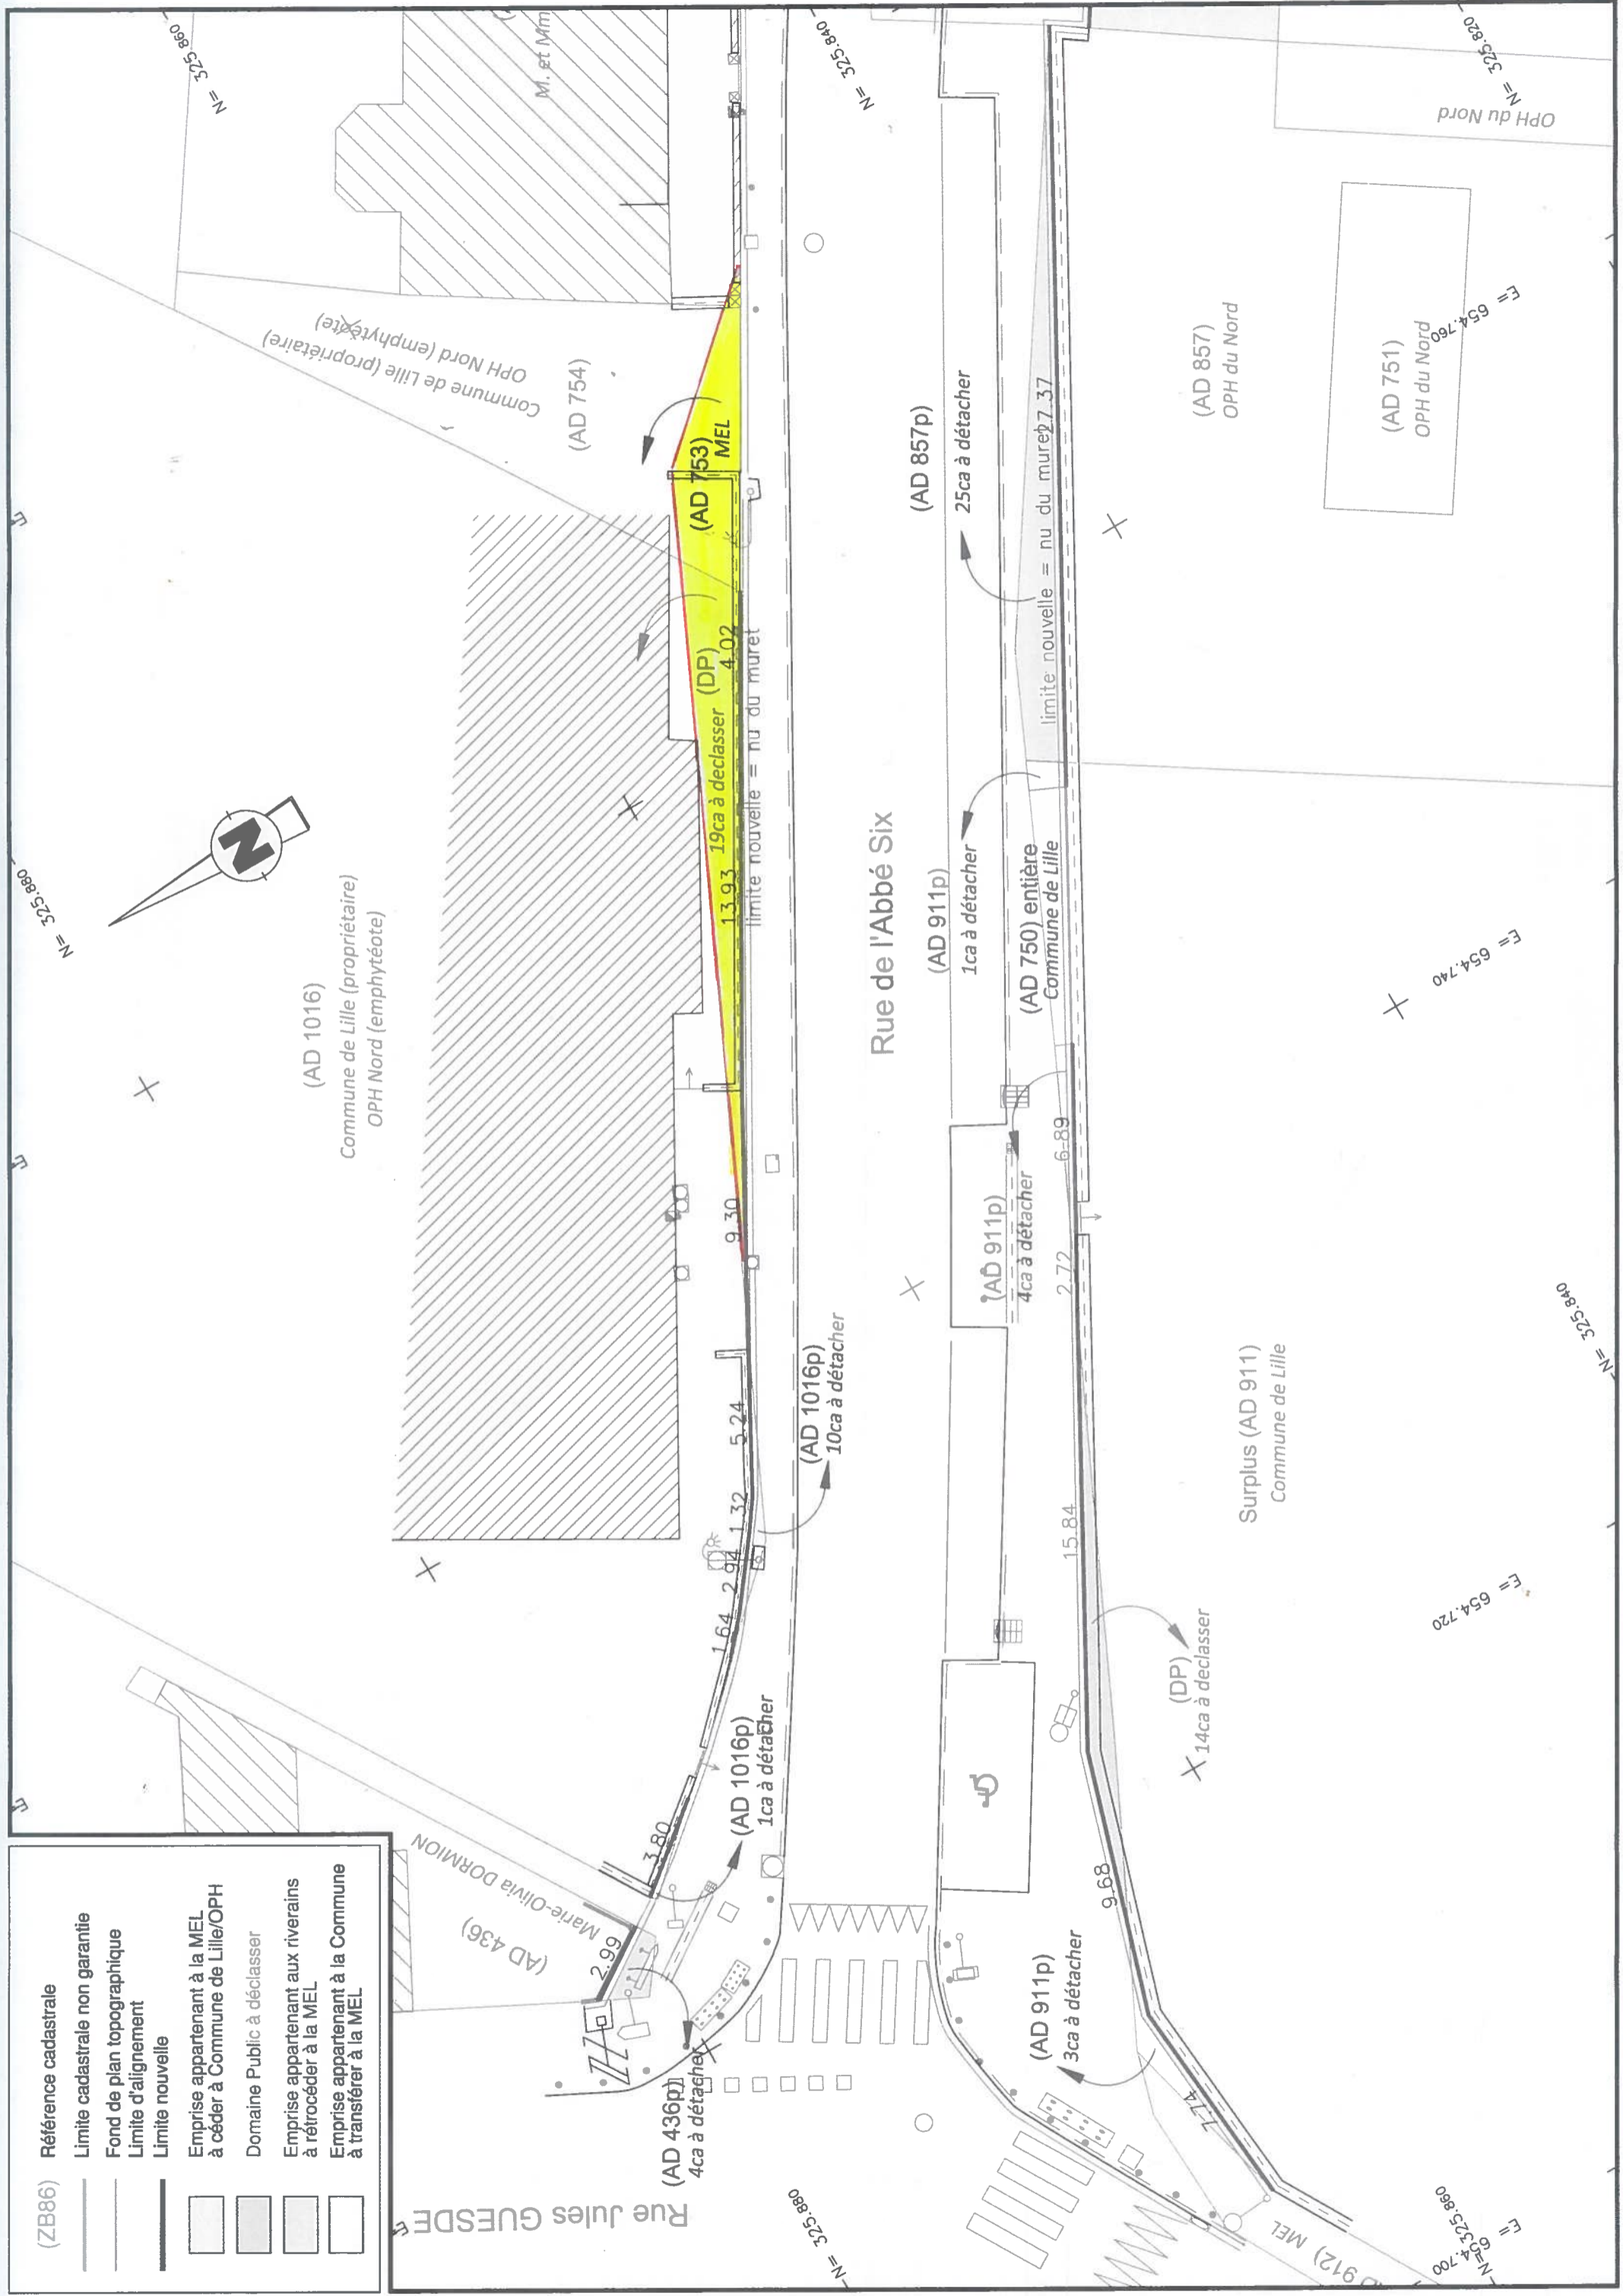 (ZB86) Référence cadastrale
Limite cadastrale non garantie
Fond de plan topographique
Limite d'alignement
Limite nouvelle
Emprise appartenant à la MEL
à céder à Commune de Lille/OPH
Domaine Public à déclasser
Emprise appartenant aux riverains
à rétrocéder à la MEL
Emprise appartenant à la Commune
à transférer à la MEL
N= 325.880
N= 325.860
M. et Mm
N= 325.840
N= 325.820
OPH du Nord
Commune de Lille (propriétaire)
OPH Nord (emphytéote)
(AD 754)
(AD 1016)
Commune de Lille (propriétaire)
OPH Nord (emphytéote)
N
(AD 753)
MEL
(DP)
19ca à declasser
4.02
13.93
9.30
limite nouvelle = nu du muret
5.24
1.32
2.94
1.64
3.80
2.99
(AD 1016p)
10ca à détacher
(AD 1016p)
1ca à détacher
Marie-Olivia DORMION
(AD 436)
(AD 436p)
4ca à détacher
Rue Jules GUESDE
Rue de l'Abbé Six
(AD 857p)
25ca à détacher
limite nouvelle = nu du muret
27.37
(AD 857)
OPH du Nord
(AD 751)
OPH du Nord
E= 654.760
(AD 911p)
1ca à détacher
(AD 750) entière
Commune de Lille
E= 654.740
(AD 911p)
4ca à détacher
6.89
2.72
15.84
Surplus (AD 911)
Commune de Lille
N= 325.840
E= 654.720
(DP)
14ca à declasser
9.68
(AD 911p)
3ca à détacher
7.74
912) MEL
N= 325.880
N= 325.860
E= 654.700